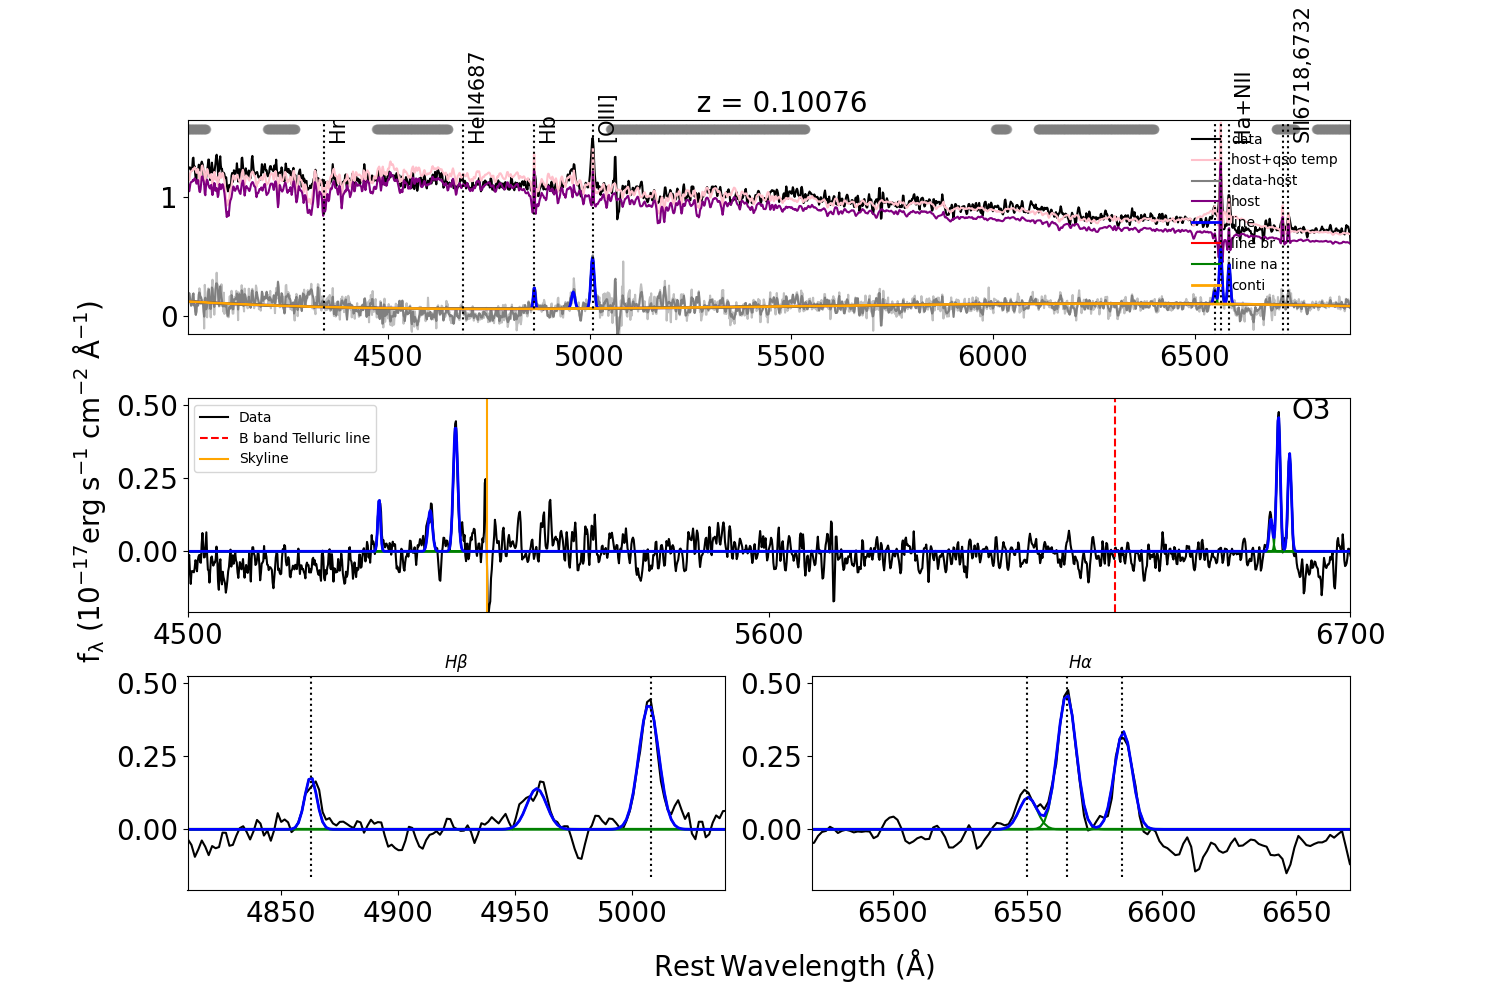 z = 0.10076
Hr
HeII4687
Hb
[OIII]
Ha+NII
SII6718,6732
data
host+qso temp
data-host
host
line
line br
line na
conti
1
0
4500
5000
5500
6000
6500
fλ (10−17erg s−1 cm−2 Å−1)
0.50
0.25
0.00
Data
B band Telluric line
Skyline
O3
4500
5600
6700
Hβ
0.50
0.25
0.00
4850
4900
4950
5000
Hα
0.50
0.25
0.00
6500
6550
6600
6650
Rest Wavelength (Å)